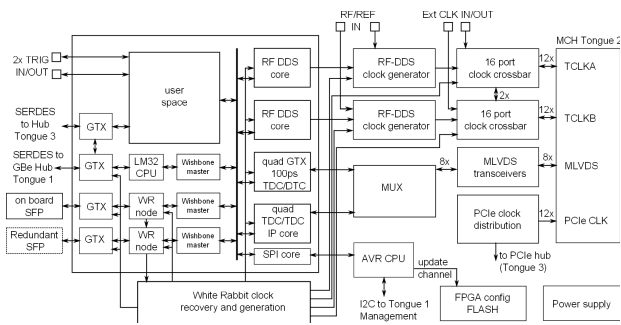 RF/REF
IN
Ext CLK IN/OUT
MCH Tongue 2
2x TRIG
IN/OUT
user
space
RF DDS
core
RF-DDS
clock generator
16 port
clock crossbar
12x
TCLKA
2x
SERDES
to Hub
Tongue 3
GTX
RF DDS
core
RF-DDS
clock generator
16 port
clock crossbar
12x
TCLKB
SERDES to
GBe Hub
Tongue 1
GTX
LM32
CPU
Wishbone
master
quad GTX
100ps
TDC/DTC
MUX
8x
MLVDS
transceivers
8x
MLVDS
on board
SFP
GTX
WR
node
Wishbone
master
quad
TDC/TDC
IP core
PCIe clock
distribution
12x
PCIe CLK
Redundant
SFP
GTX
WR
node
Wishbone
master
SPI core
AVR CPU
update
channel
to PCIe hub
(Tongue 3)
White Rabbit clock
recovery and generation
I2C to Tongue 1
Management
FPGA config
FLASH
Power supply